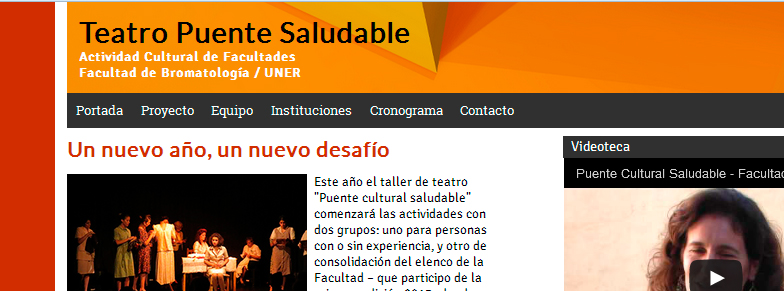 Teatro Puente Saludable
Actividad Cultural de Facultades
Facultad de Bromatología / UNER
Portada Proyecto Equipo Instituciones Cronograma Contacto
Un nuevo año, un nuevo desafío
Este año el taller de teatro
"Puente cultural saludable"
comenzará las actividades con
dos grupos: uno para personas
con o sin experiencia, y otro de
consolidación del elenco de la
Facultad – que participo de la
Videoteca
Puente Cultural Saludable - Facultad